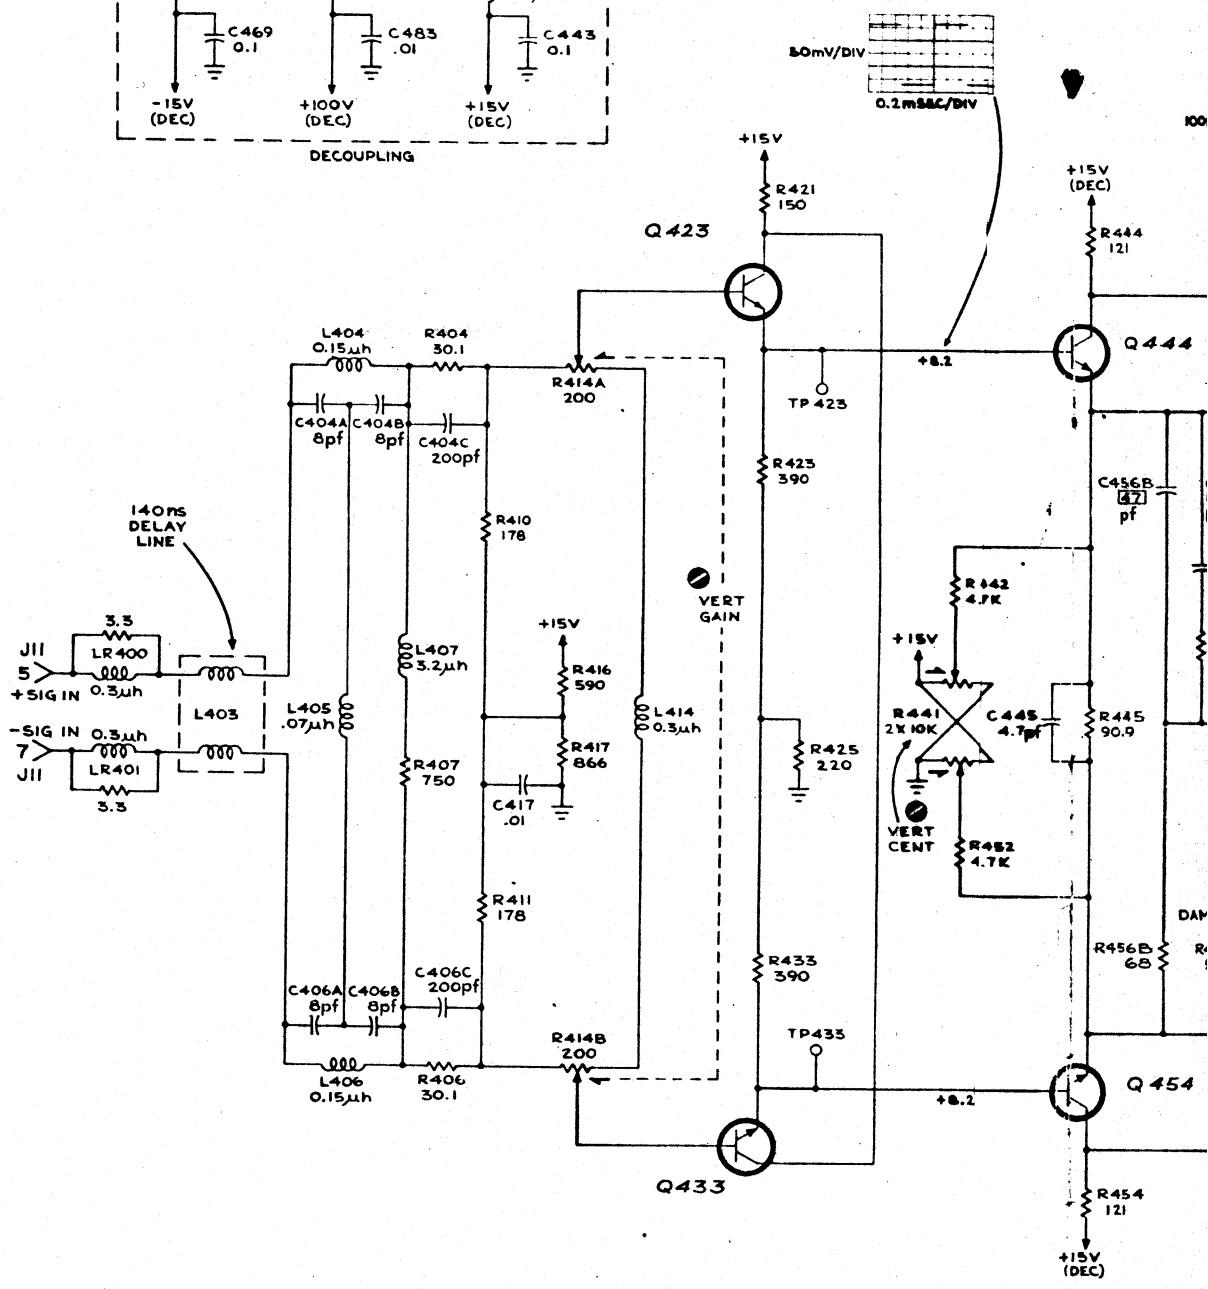 C469
0.1
C483
.01
C443
0.1
-15V
(DEC)
+100V
(DEC)
+15V
(DEC)
DECOUPLING
50mV/DIV
0.2mSEC/DIV
+15V
R421
150
Q423
+15V
(DEC)
R444
121
Q444
L404
0.15µh
R404
30.1
R414A
200
+8.2
TP423
C404A
8pf
C404B
8pf
C404C
200pf
R423
390
C456B
47
pf
140ns
DELAY
LINE
R410
178
VERT
GAIN
R442
4.7K
3.3
J11
LR400
5
+SIG IN
0.3µh
L403
-SIG IN
0.3µh
7
LR401
J11
3.3
L405
.07µh
L407
3.2µh
R407
750
+15V
R416
590
R417
866
C417
.01
L414
0.3µh
R425
220
+15V
R441
2X10K
C445
4.7pf
R445
90.9
VERT
CENT
R452
4.7K
R411
178
R456B
68
R433
390
C406A
8pf
C406B
8pf
C406C
200pf
TP433
R414B
200
L406
0.15µh
R406
30.1
+8.2
Q454
Q433
R454
121
+15V
(DEC)